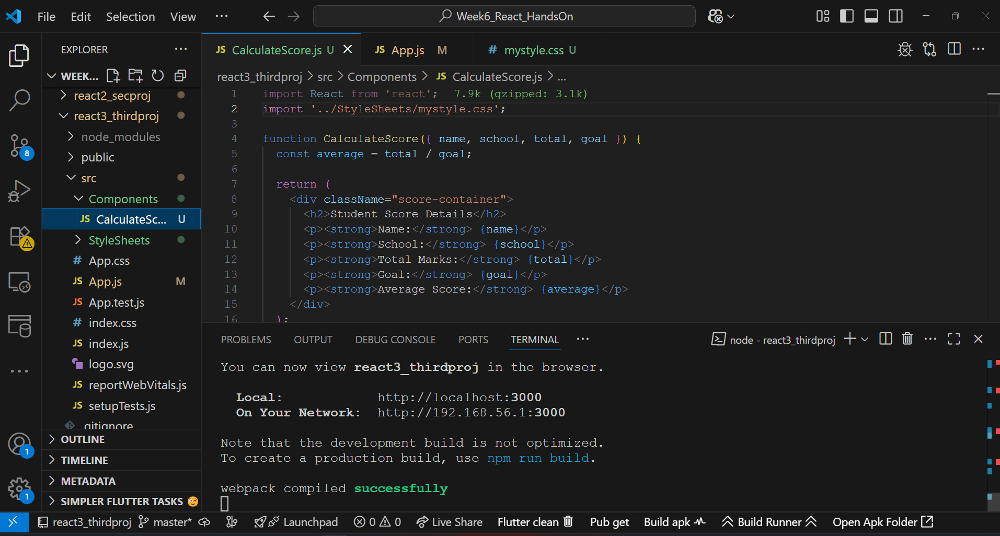 File Edit Selection View ··· Week6_React_HandsOn
EXPLORER ···
WEEK...
react2_secproj
react3_thirdproj
node_modules
public
src
Components
JS CalculateSc... U
StyleSheets
# App.css
JS App.js M
JS App.test.js
# index.css
JS index.js
logo.svg
JS reportWebVitals.js
JS setupTests.js
.gitignore
OUTLINE
TIMELINE
METADATA
SIMPLER FLUTTER TASKS 😊
8
1
1
JS CalculateScore.js U JS App.js M # mystyle.css U
react3_thirdproj > src > Components > JS CalculateScore.js > ...
1 import React from 'react'; 7.9k (gzipped: 3.1k)
2 import '../StyleSheets/mystyle.css';
3
4 function CalculateScore({ name, school, total, goal }) {
5 const average = total / goal;
6
7 return (
8 <div className="score-container">
9 <h2>Student Score Details</h2>
10 <p><strong>Name:</strong> {name}</p>
11 <p><strong>School:</strong> {school}</p>
12 <p><strong>Total Marks:</strong> {total}</p>
13 <p><strong>Goal:</strong> {goal}</p>
14 <p><strong>Average Score:</strong> {average}</p>
15 </div>
16 );
PROBLEMS OUTPUT DEBUG CONSOLE PORTS TERMINAL ··· node - react3_thirdproj
You can now view react3_thirdproj in the browser.
Local: http://localhost:3000
On Your Network: http://192.168.56.1:3000
Note that the development build is not optimized.
To create a production build, use npm run build.
webpack compiled successfully
react3_thirdproj master* Launchpad 0 0 Live Share Flutter clean Pub get Build apk Build Runner Open Apk Folder